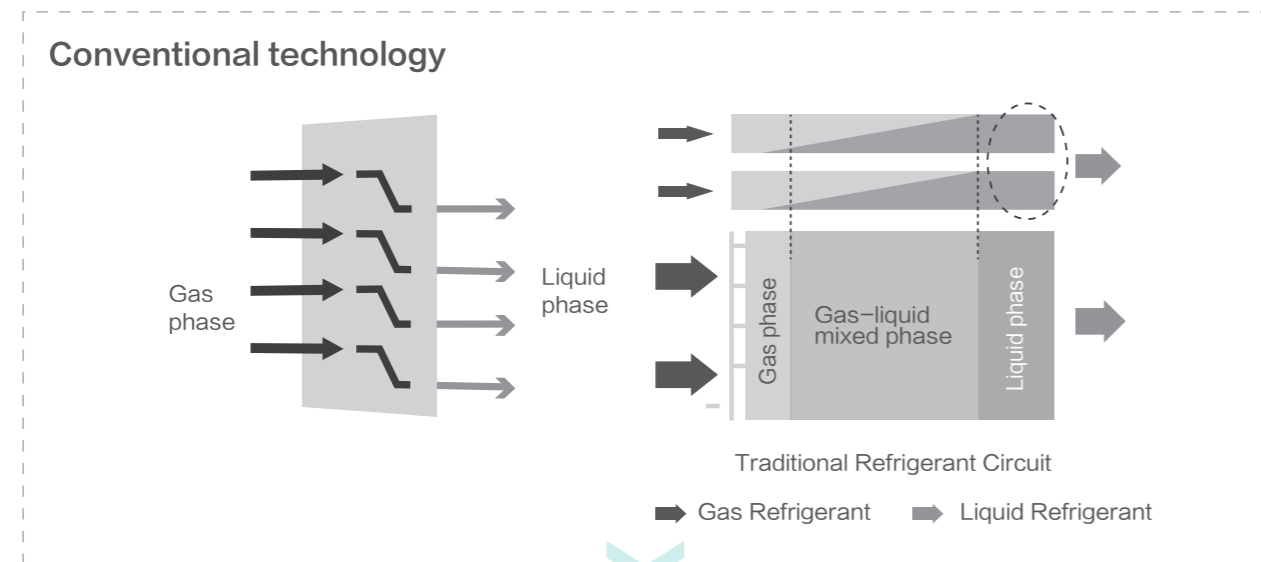 Conventional technology
Gas
phase
Liquid
phase
Gas phase
Gas–liquid
mixed phase
Liquid phase
Traditional Refrigerant Circuit
Gas Refrigerant
Liquid Refrigerant